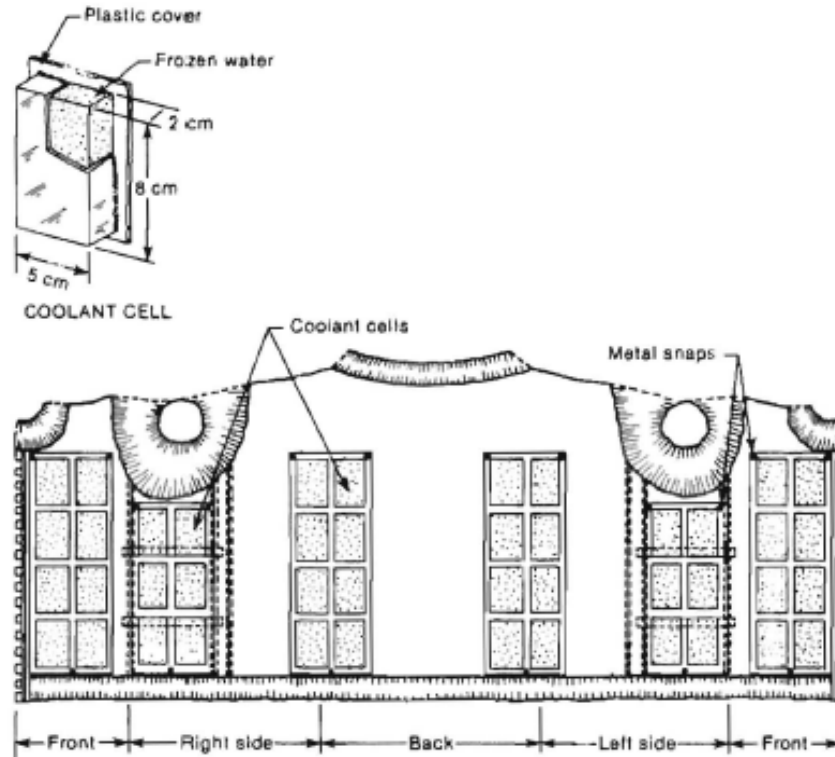 Plastic cover
Frozen water
2 cm
8 cm
5 cm
COOLANT CELL
Coolant cells
Metal snaps
Front
Right side
Back
Left side
Front